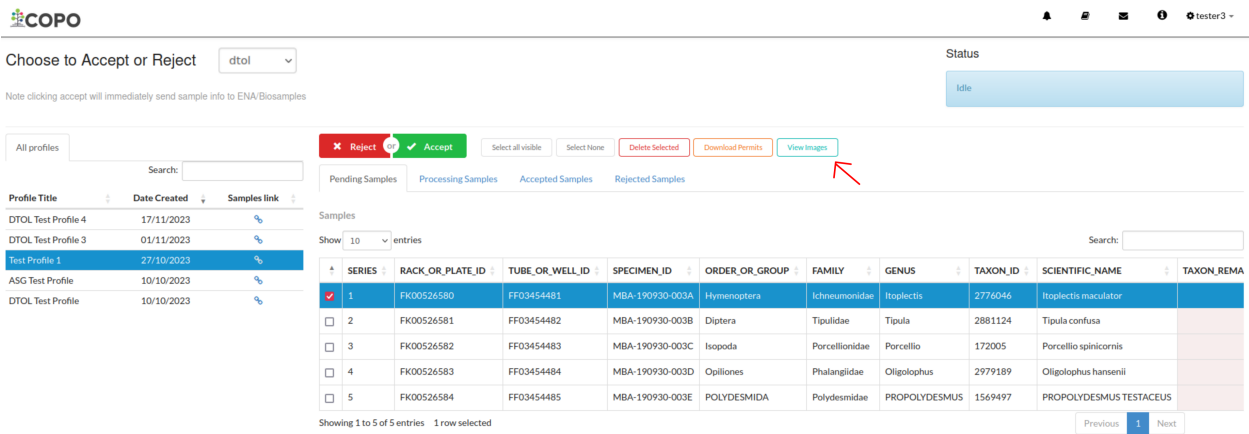 COPO
tester3
Choose to Accept or Reject
dtol
Status
Idle
Note clicking accept will immediately send sample info to ENA/Biosamples
All profiles
Search:
Profile Title Date Created Samples link
DTOL Test Profile 4 17/11/2023
DTOL Test Profile 3 01/11/2023
Test Profile 1 27/10/2023
ASG Test Profile 10/10/2023
DTOL Test Profile 10/10/2023
Reject or Accept Select all visible Select None Delete Selected Download Permits View Images
Pending Samples Processing Samples Accepted Samples Rejected Samples
Samples
Show 10 entries Search:
SERIES RACK_OR_PLATE_ID TUBE_OR_WELL_ID SPECIMEN_ID ORDER_OR_GROUP FAMILY GENUS TAXON_ID SCIENTIFIC_NAME TAXON_REMA
1 FK00526580 FF03454481 MBA-190930-003A Hymenoptera Ichneumonidae Itoplectis 2776046 Itoplectis maculator
2 FK00526581 FF03454482 MBA-190930-003B Diptera Tipulidae Tipula 2881124 Tipula confusa
3 FK00526582 FF03454483 MBA-190930-003C Isopoda Porcellionidae Porcellio 172005 Porcellio spinicornis
4 FK00526583 FF03454484 MBA-190930-003D Opiliones Phalangiidae Oligolophus 2979189 Oligolophus hansenii
5 FK00526584 FF03454485 MBA-190930-003E POLYDESMIDA Polydesmidae PROPOLYDESMUS 1569497 PROPOLYDESMUS TESTACEUS
Showing 1 to 5 of 5 entries 1 row selected
Previous 1 Next